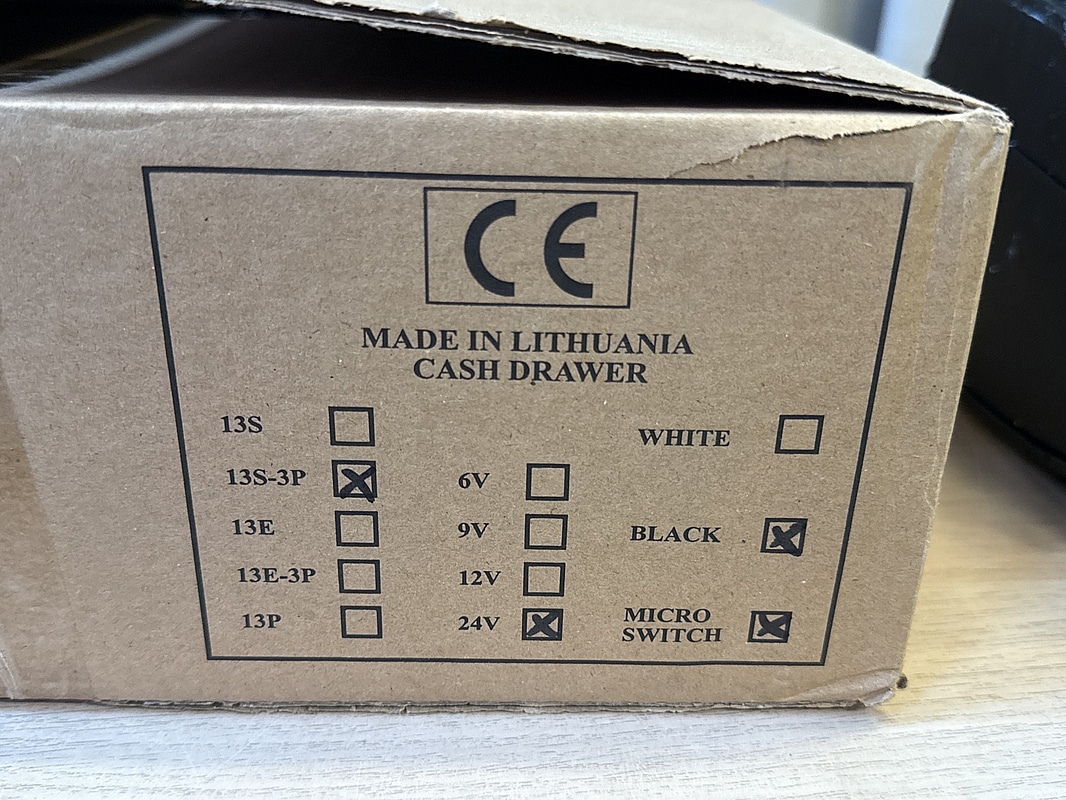 CE
MADE IN LITHUANIA
CASH DRAWER
13S
WHITE
13S-3P
6V
13E
9V
BLACK
13E-3P
12V
13P
24V
MICRO
SWITCH